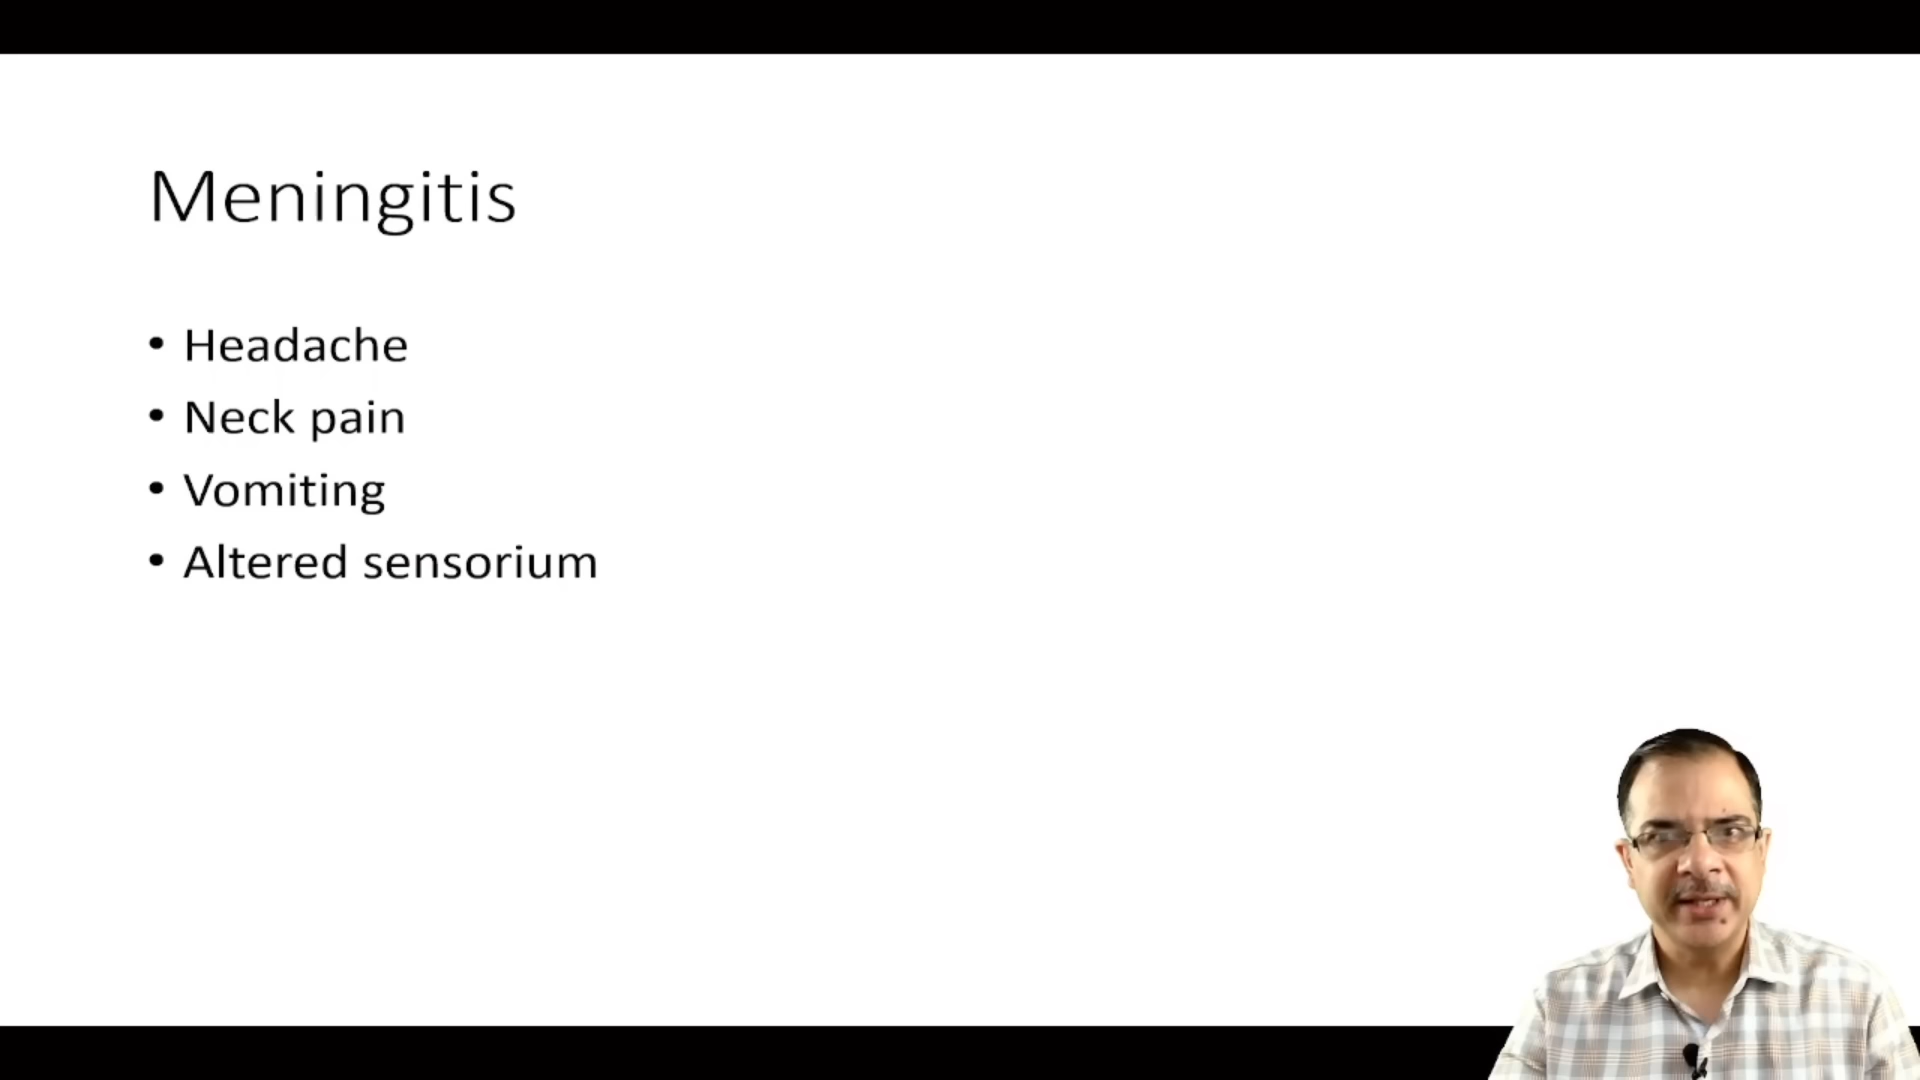 Meningitis
• Headache
• Neck pain
• Vomiting
• Altered sensorium